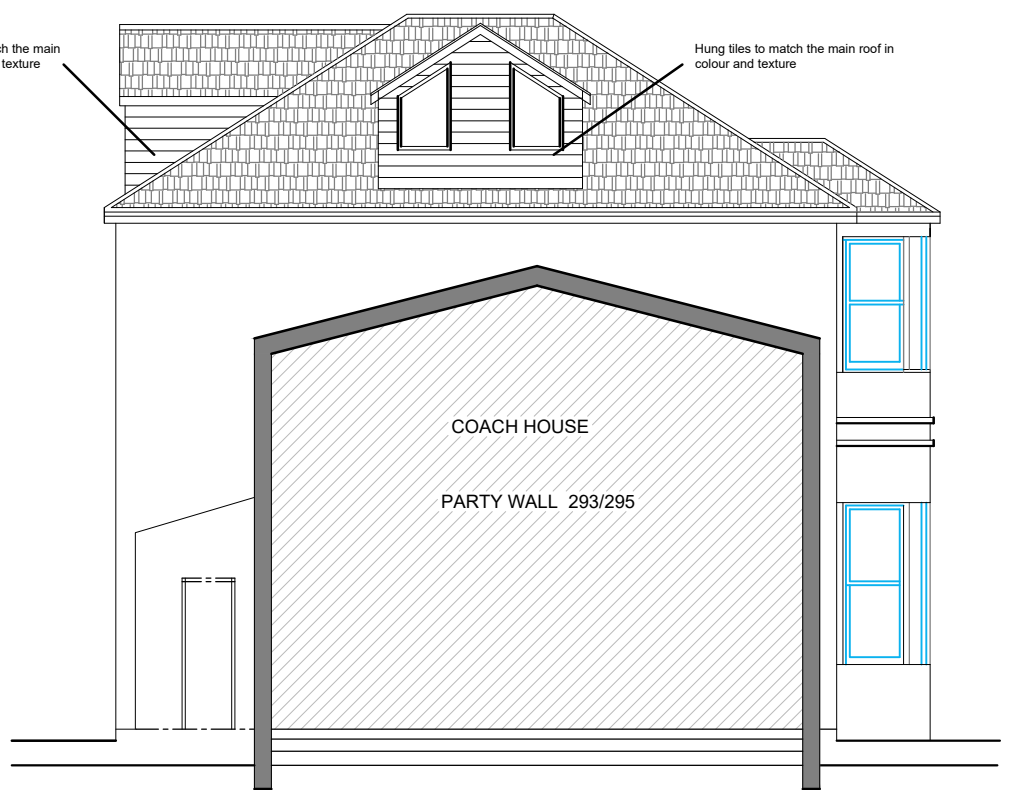 ch the main
texture
Hung tiles to match the main roof in
colour and texture
COACH HOUSE
PARTY WALL 293/295